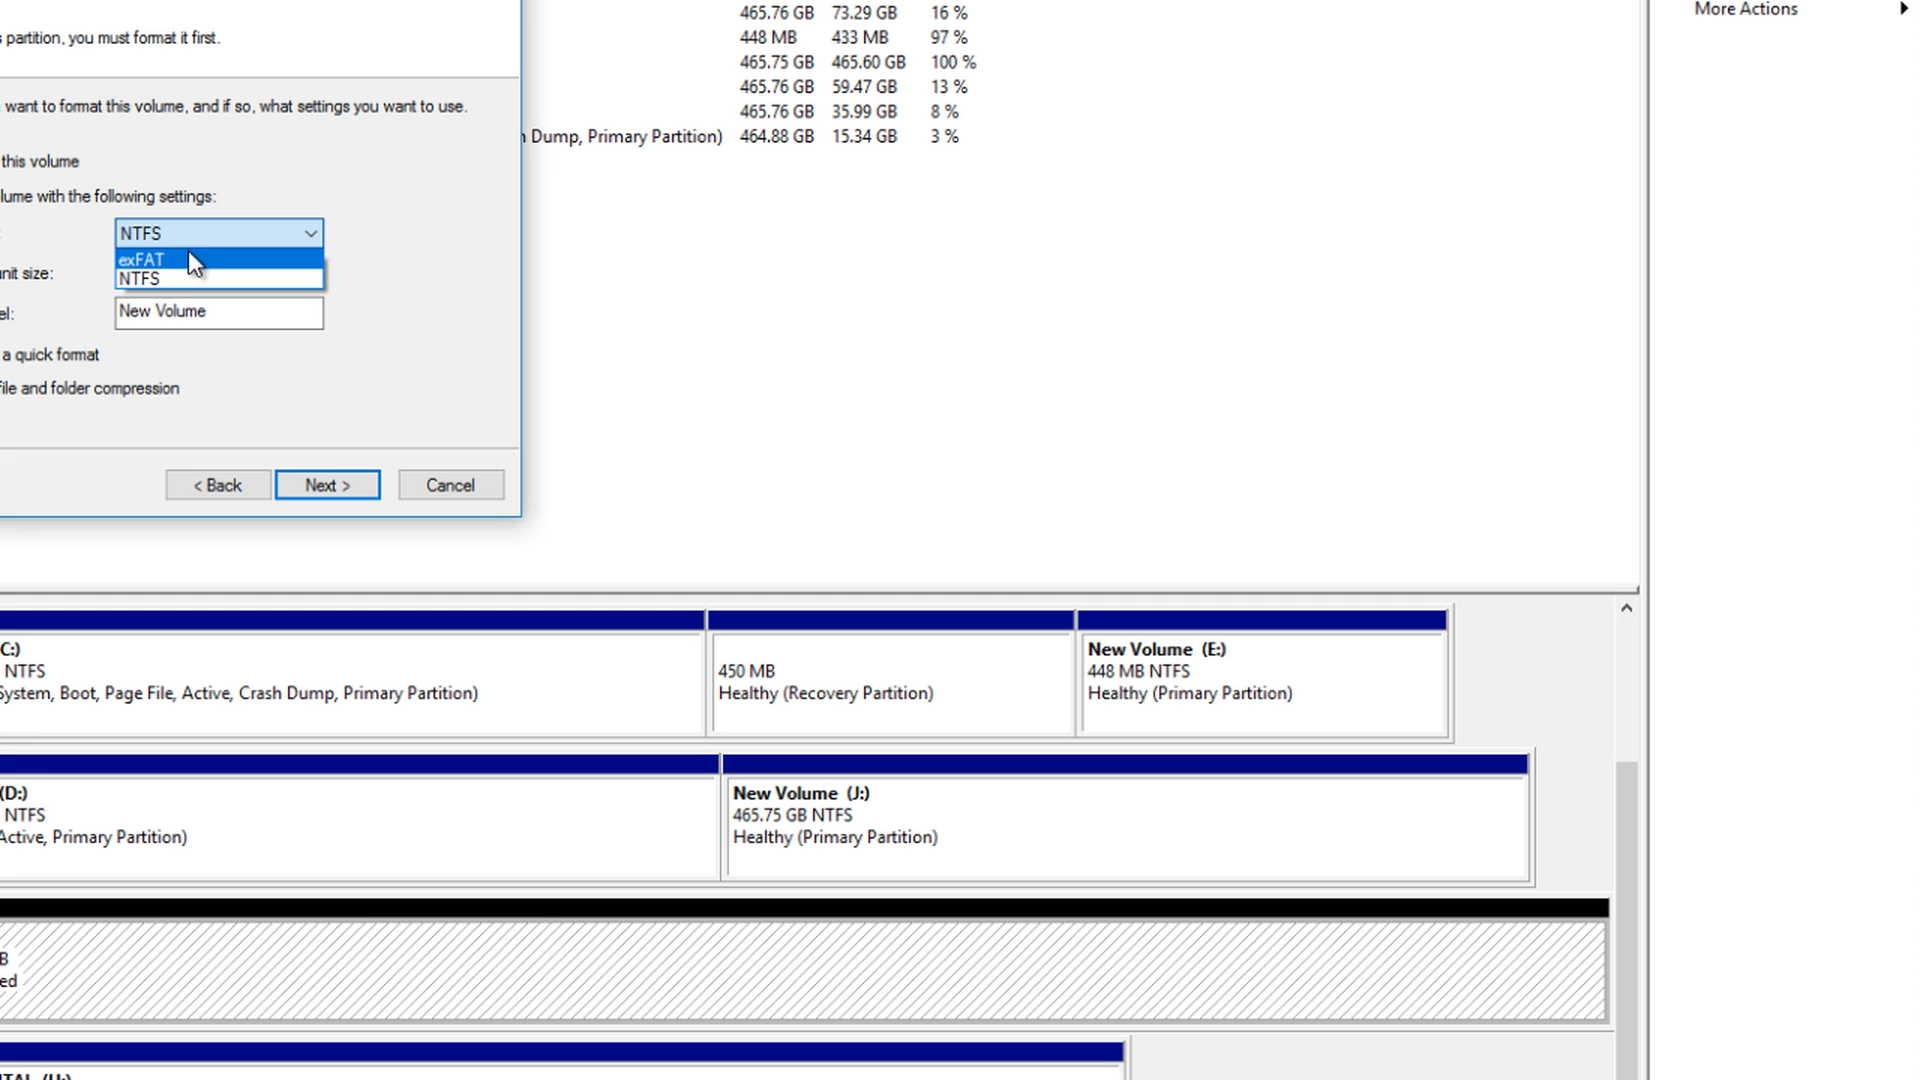 465.76 GB 73.29 GB 16 %
More Actions
partition, you must format it first.
448 MB 433 MB 97 %
465.75 GB 465.60 GB 100 %
465.76 GB 59.47 GB 13 %
want to format this volume, and if so, what settings you want to use.
465.76 GB 35.99 GB 8 %
Dump, Primary Partition) 464.88 GB 15.34 GB 3 %
this volume
lume with the following settings:
NTFS
exFAT
nit size:
NTFS
el:
New Volume
a quick format
file and folder compression
< Back
Next >
Cancel
C:)
NTFS
System, Boot, Page File, Active, Crash Dump, Primary Partition)
450 MB
Healthy (Recovery Partition)
New Volume (E:)
448 MB NTFS
Healthy (Primary Partition)
(D:)
NTFS
Active, Primary Partition)
New Volume (J:)
465.75 GB NTFS
Healthy (Primary Partition)
B
ed